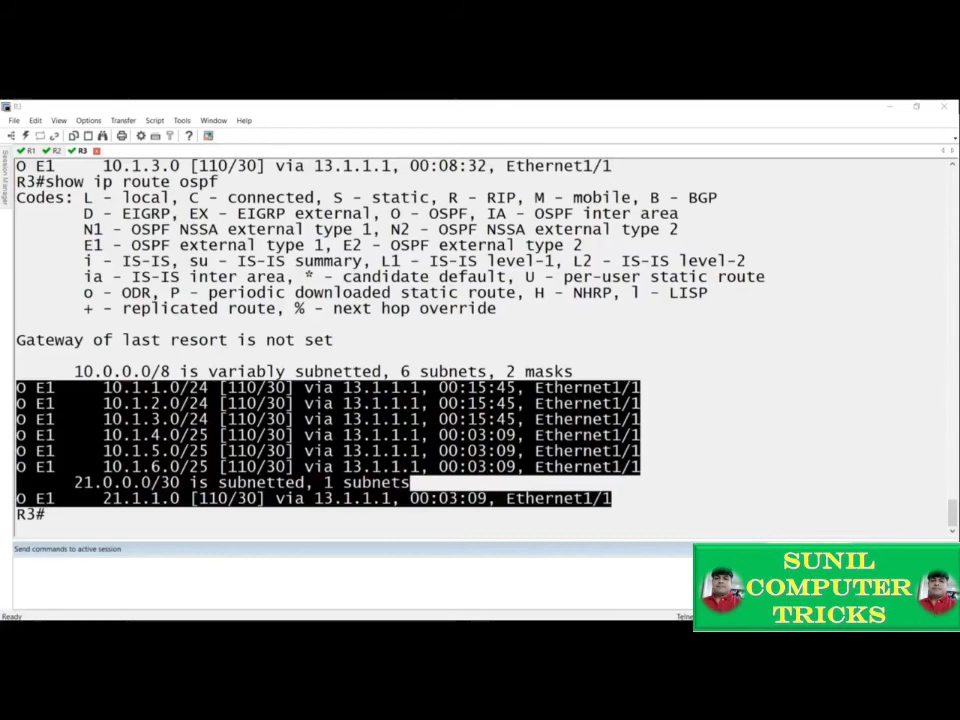 R3
File Edit View Options Transfer Script Tools Window Help
R1 R2 R3
Session Manager
O E1 10.1.3.0 [110/30] via 13.1.1.1, 00:08:32, Ethernet1/1
R3#show ip route ospf
Codes: L - local, C - connected, S - static, R - RIP, M - mobile, B - BGP
D - EIGRP, EX - EIGRP external, O - OSPF, IA - OSPF inter area
N1 - OSPF NSSA external type 1, N2 - OSPF NSSA external type 2
E1 - OSPF external type 1, E2 - OSPF external type 2
i - IS-IS, su - IS-IS summary, L1 - IS-IS level-1, L2 - IS-IS level-2
ia - IS-IS inter area, * - candidate default, U - per-user static route
o - ODR, P - periodic downloaded static route, H - NHRP, l - LISP
+ - replicated route, % - next hop override
Gateway of last resort is not set
10.0.0.0/8 is variably subnetted, 6 subnets, 2 masks
O E1 10.1.1.0/24 [110/30] via 13.1.1.1, 00:15:45, Ethernet1/1
O E1 10.1.2.0/24 [110/30] via 13.1.1.1, 00:15:45, Ethernet1/1
O E1 10.1.3.0/24 [110/30] via 13.1.1.1, 00:15:45, Ethernet1/1
O E1 10.1.4.0/25 [110/30] via 13.1.1.1, 00:03:09, Ethernet1/1
O E1 10.1.5.0/25 [110/30] via 13.1.1.1, 00:03:09, Ethernet1/1
O E1 10.1.6.0/25 [110/30] via 13.1.1.1, 00:03:09, Ethernet1/1
21.0.0.0/30 is subnetted, 1 subnets
O E1 21.1.1.0 [110/30] via 13.1.1.1, 00:03:09, Ethernet1/1
R3#
Send commands to active session
Ready
SUNIL
COMPUTER
TRICKS